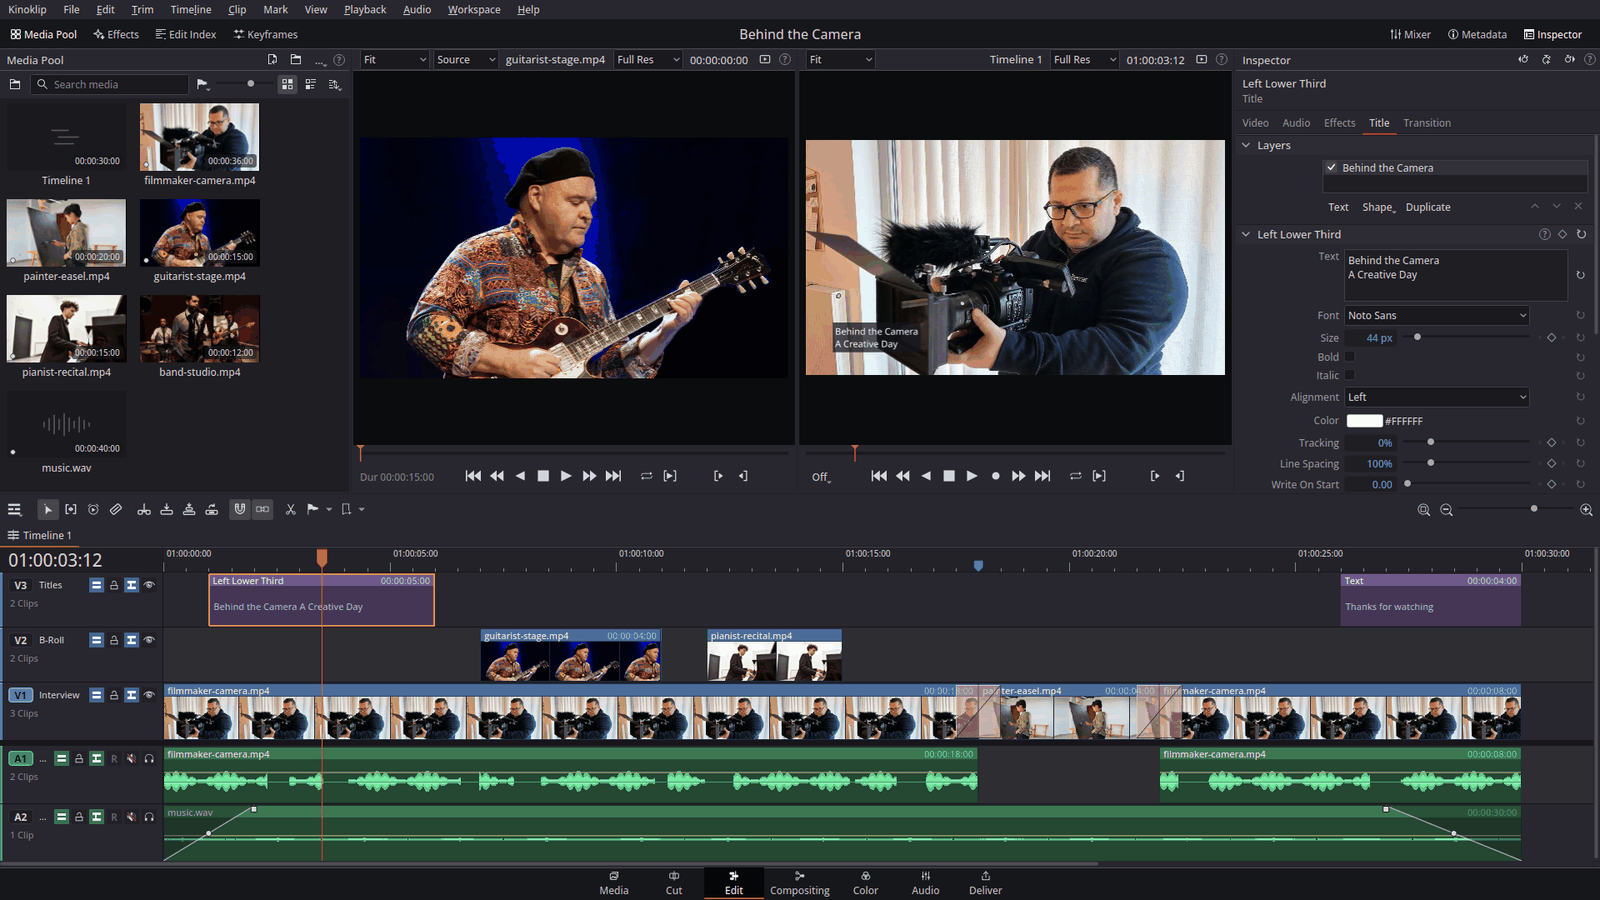 Kinoklip File Edit Trim Timeline Clip Mark View Playback Audio Workspace Help
Media Pool Effects Edit Index Keyframes Behind the Camera Mixer Metadata Inspector
Media Pool ... Fit Source guitarist-stage.mp4 Full Res 00:00:00:00 Fit Timeline 1 Full Res 01:00:03:12 Inspector
Search media
Left Lower Third
Title
Video Audio Effects Title Transition
Layers
Behind the Camera
Text Shape Duplicate
Left Lower Third
Text Behind the Camera
A Creative Day
Font Noto Sans
Size 44 px
Bold
Italic
Alignment Left
Color #FFFFFF
Tracking 0%
Line Spacing 100%
Write On Start 0.00
00:00:30:00 00:00:36:00
Timeline 1 filmmaker-camera.mp4
00:00:20:00 00:00:15:00
painter-easel.mp4 guitarist-stage.mp4
00:00:15:00 00:00:12:00
pianist-recital.mp4 band-studio.mp4
00:00:40:00
music.wav
Behind the Camera
A Creative Day
Dur 00:00:15:00 Off
Timeline 1
01:00:03:12 01:00:00:00 01:00:05:00 01:00:10:00 01:00:15:00 01:00:20:00 01:00:25:00 01:00:30:00
V3 Titles Left Lower Third 00:00:05:00 Text 00:00:04:00
2 Clips Behind the Camera A Creative Day Thanks for watching
V2 B-Roll guitarist-stage.mp4 00:00:04:00 pianist-recital.mp4
2 Clips
V1 Interview filmmaker-camera.mp4 00:00:18:00 painter-easel.mp4 00:00:04:00 filmmaker-camera.mp4 00:00:08:00
3 Clips
A1 ... R filmmaker-camera.mp4 00:00:18:00 filmmaker-camera.mp4 00:00:08:00
2 Clips
A2 ... R music.wav 00:00:30:00
1 Clip
Media Cut Edit Compositing Color Audio Deliver